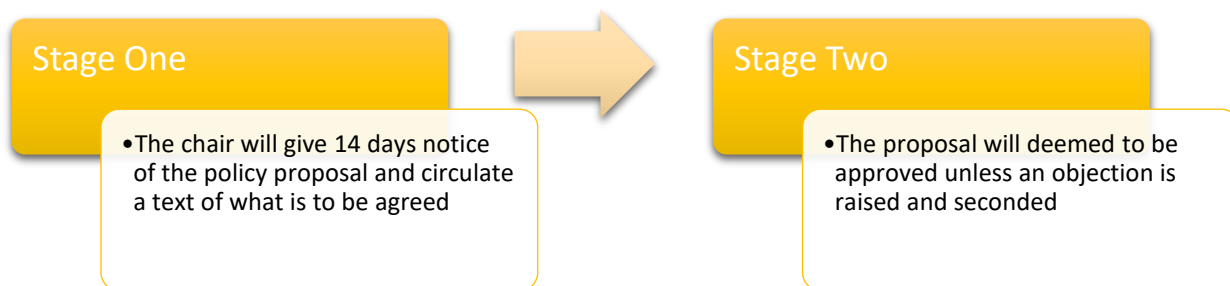 Stage One
•The chair will give 14 days notice
of the policy proposal and circulate
a text of what is to be agreed
Stage Two
•The proposal will deemed to be
approved unless an objection is
raised and seconded